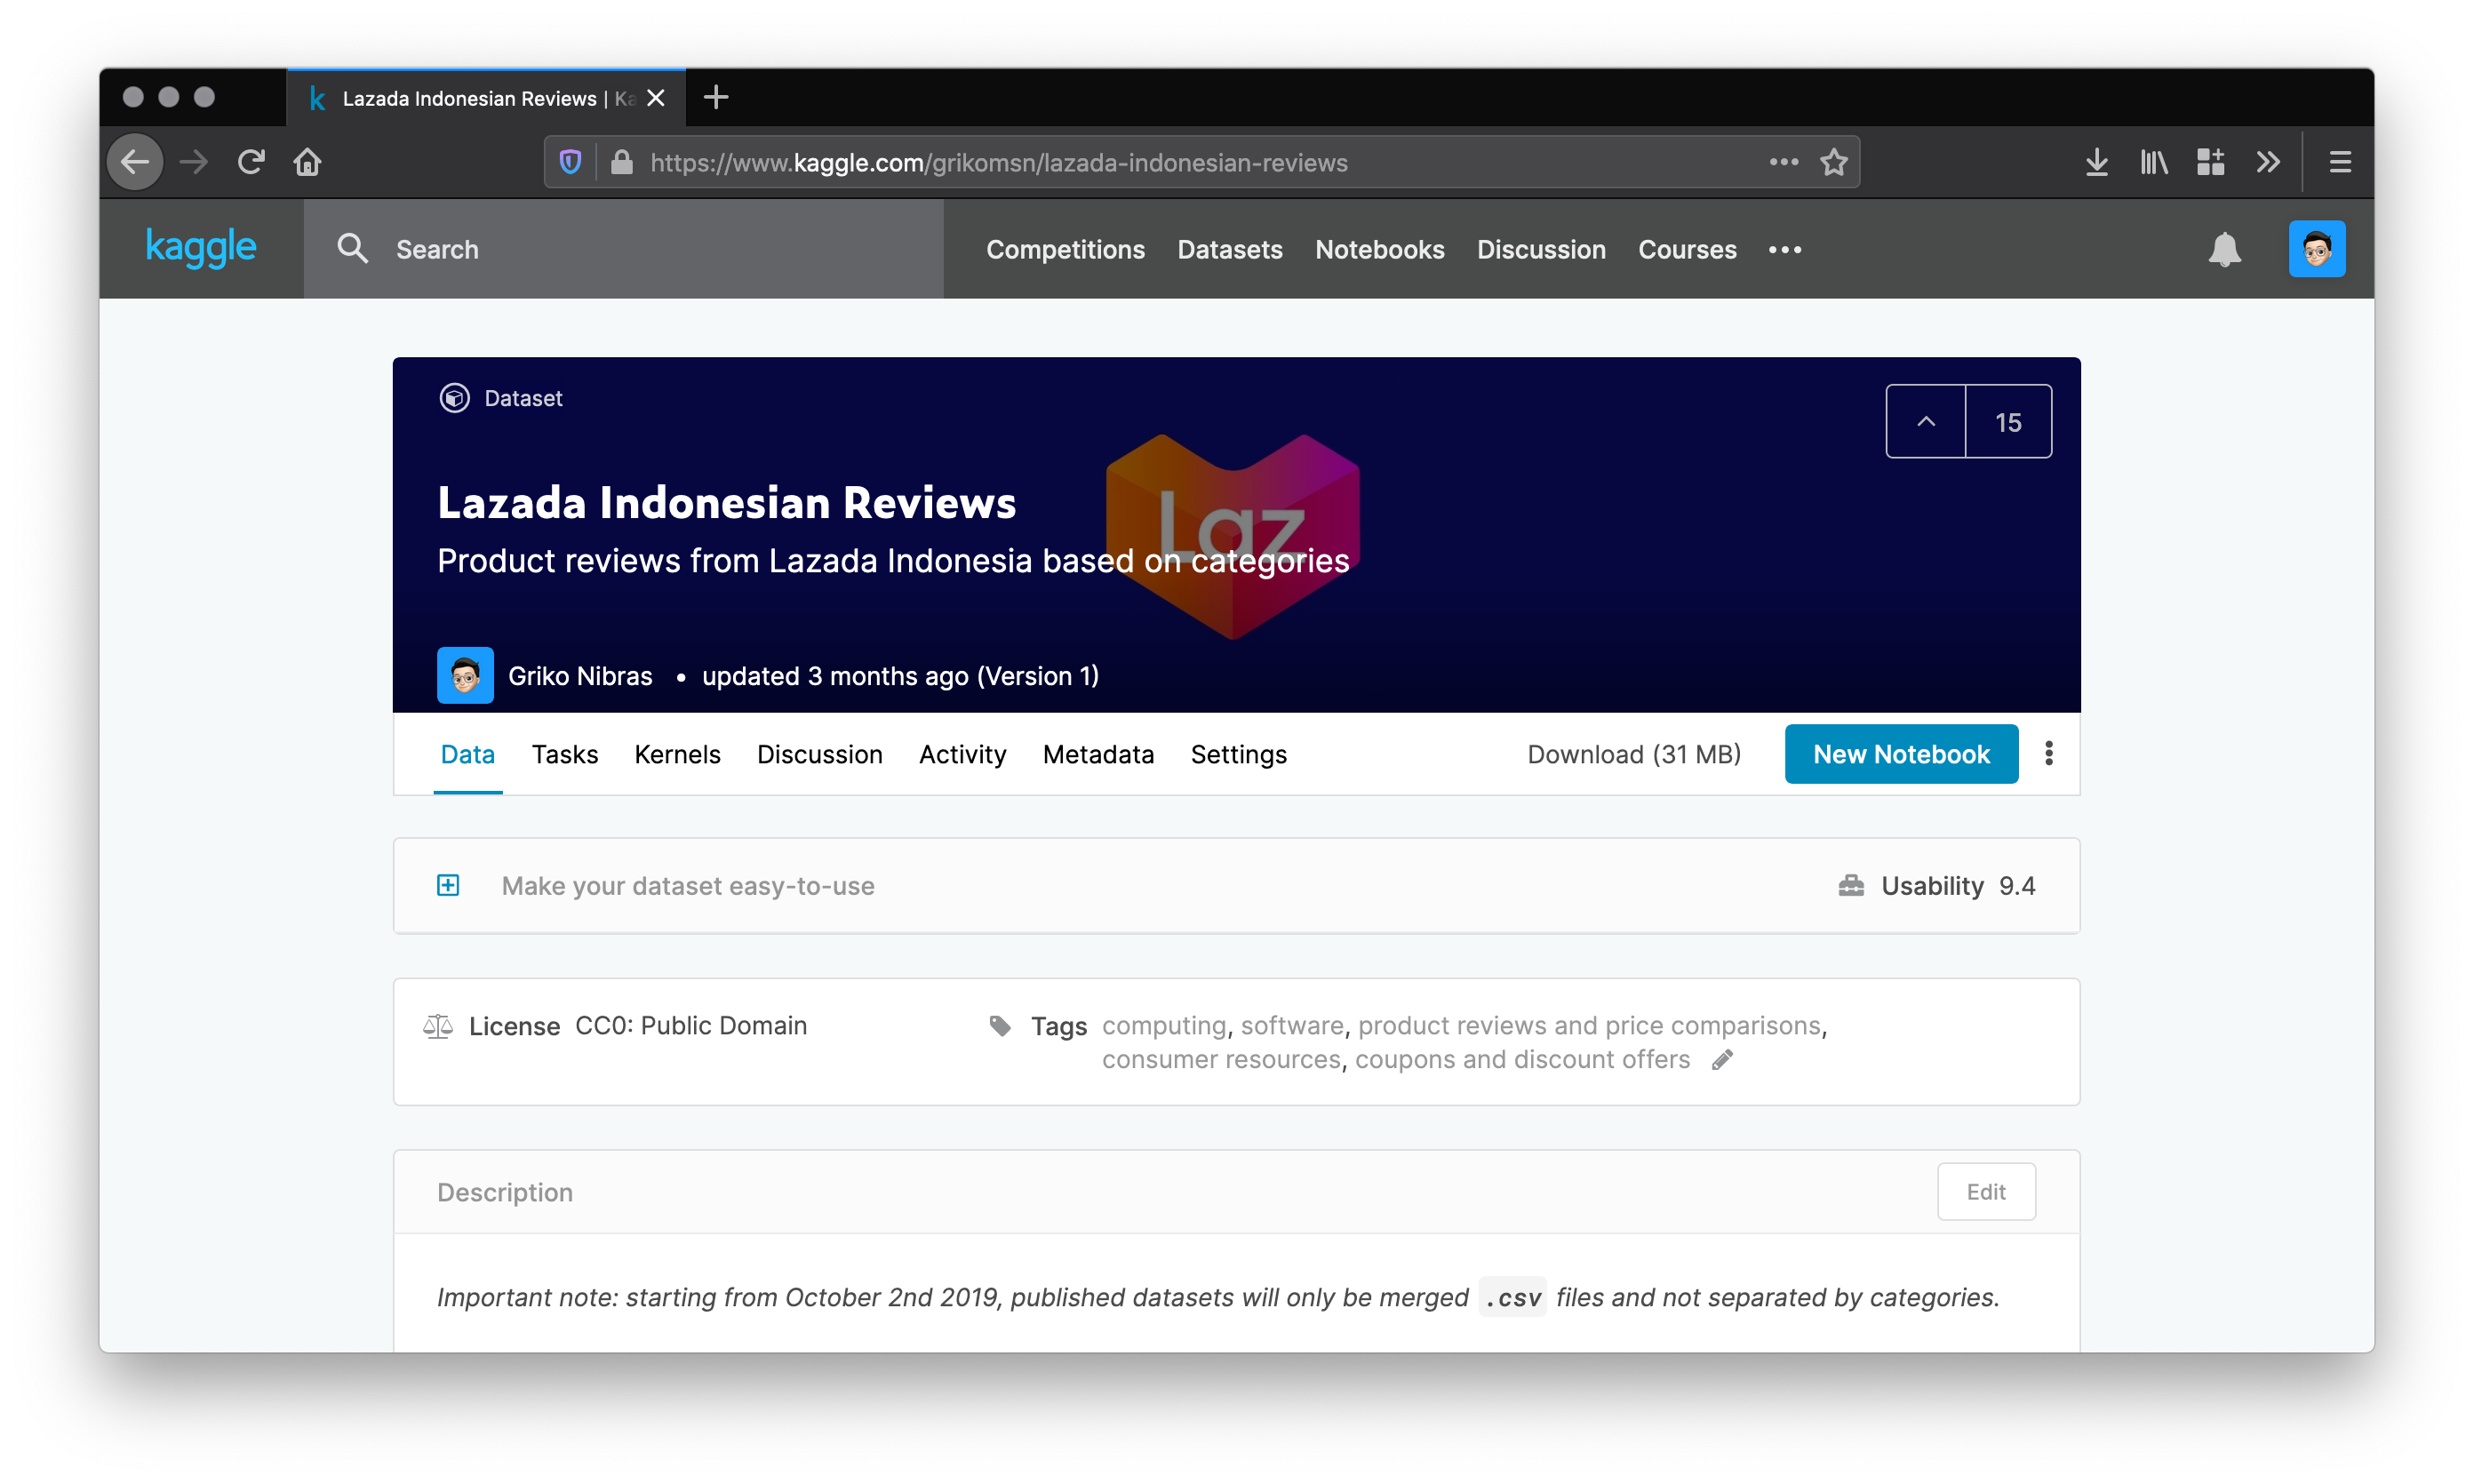 Lazada Indonesian Reviews | Ka
https://www.kaggle.com/grikomsn/lazada-indonesian-reviews
kaggle
Search
Competitions Datasets Notebooks Discussion Courses
Dataset
15
Laz
Lazada Indonesian Reviews
Product reviews from Lazada Indonesia based on categories
Griko Nibras • updated 3 months ago (Version 1)
Data Tasks Kernels Discussion Activity Metadata Settings Download (31 MB) New Notebook
Make your dataset easy-to-use Usability 9.4
License CC0: Public Domain Tags computing, software, product reviews and price comparisons,
consumer resources, coupons and discount offers
Description Edit
Important note: starting from October 2nd 2019, published datasets will only be merged .csv files and not separated by categories.